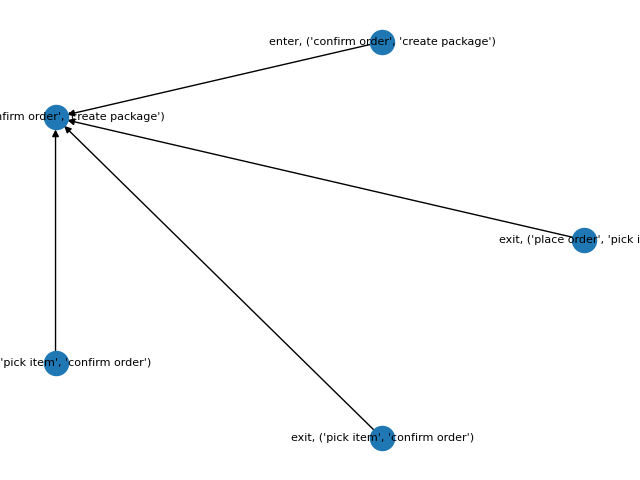 enter, ('confirm order', 'create package')
order', 'create package')
exit, ('place order', 'pick
'pick item', 'confirm order')
exit, ('pick item', 'confirm order')